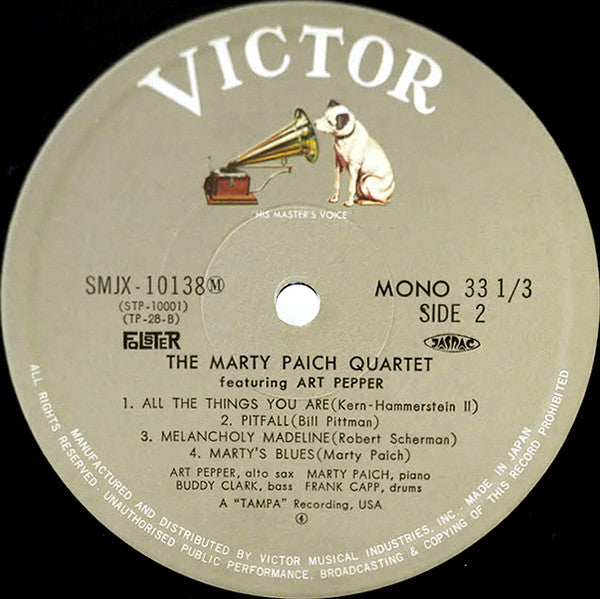 VICTOR
"HIS MASTER'S VOICE"
SMJX-10138Ⓜ
(STP-10001)
(TP-28-B)
FOLSTER
MONO 33 1/3
SIDE 2
JASRAC
THE MARTY PAICH QUARTET
featuring ART PEPPER
1. ALL THE THINGS YOU ARE(Kern-Hammerstein II)
2. PITFALL(Bill Pittman)
3. MELANCHOLY MADELINE(Robert Scherman)
4. MARTY'S BLUES(Marty Paich)
ART PEPPER, alto sax MARTY PAICH, piano
BUDDY CLARK, bass FRANK CAPP, drums
A "TAMPA" Recording, USA
④
MANUFACTURED AND DISTRIBUTED BY VICTOR MUSICAL INDUSTRIES, INC. MADE IN JAPAN
ALL RIGHTS RESERVED. UNAUTHORISED PUBLIC PERFORMANCE, BROADCASTING & COPYING OF THIS RECORD PROHIBITED